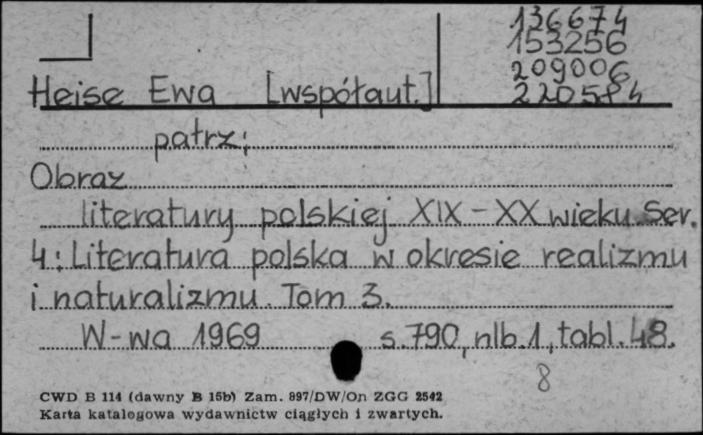 136674
153256
209006
220584
Heise Ewa [współaut.]
patrz:
Obraz
literatury polskiej XIX-XX wieku. Ser.
4: Literatura polska w okresie realizmu
i naturalizmu. Tom 3.
W-wa 1969 s.790, nlb.1, tabl.48.
8
CWD B 114 (dawny B 15b) Zam. 897/DW/On ZGG 2542
Karta katalogowa wydawnictw ciągłych i zwartych.